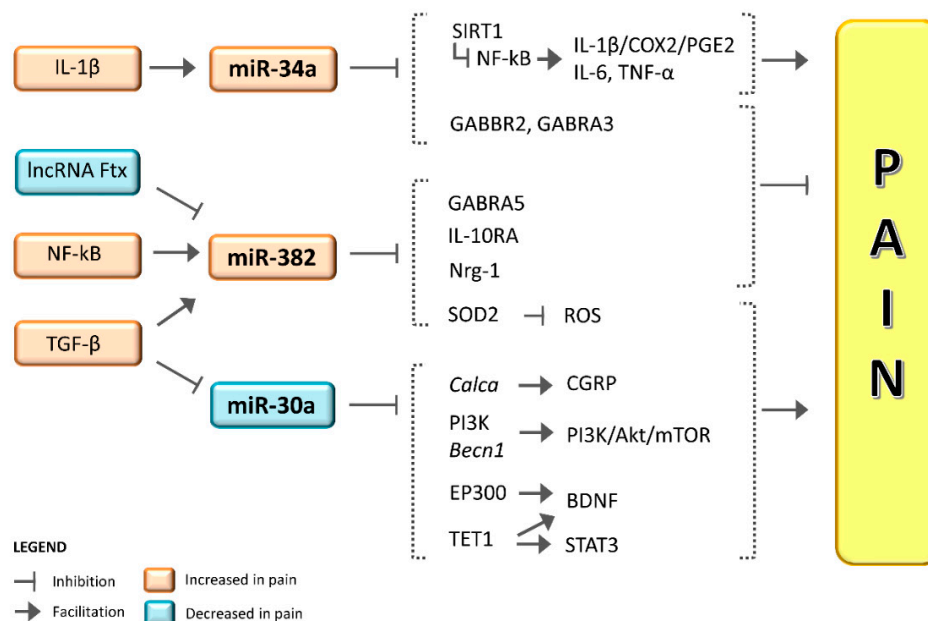 SIRT1
NF-kB
IL-1β/COX2/PGE2
IL-6, TNF-α
IL-1β
miR-34a
GABBR2, GABRA3
lncRNA Ftx
GABRA5
IL-10RA
NF-kB
miR-382
Nrg-1
SOD2
ROS
TGF-β
miR-30a
Calca
CGRP
PI3K
Becn1
PI3K/Akt/mTOR
EP300
BDNF
TET1
STAT3
P
A
I
N
LEGEND
Inhibition
Increased in pain
Facilitation
Decreased in pain